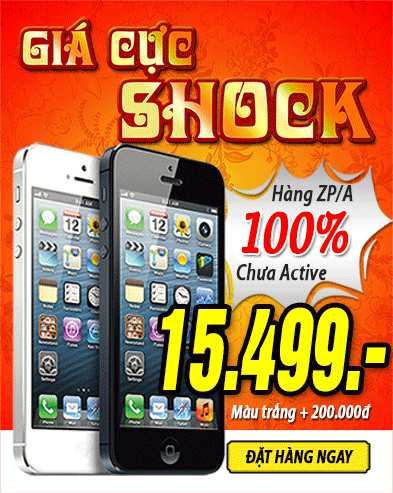 GIÁ CỰC
SHOCK
Hàng ZP/A
100%
Chưa Active
15.499.-
Màu trắng + 200.000đ
ĐẶT HÀNG NGAY